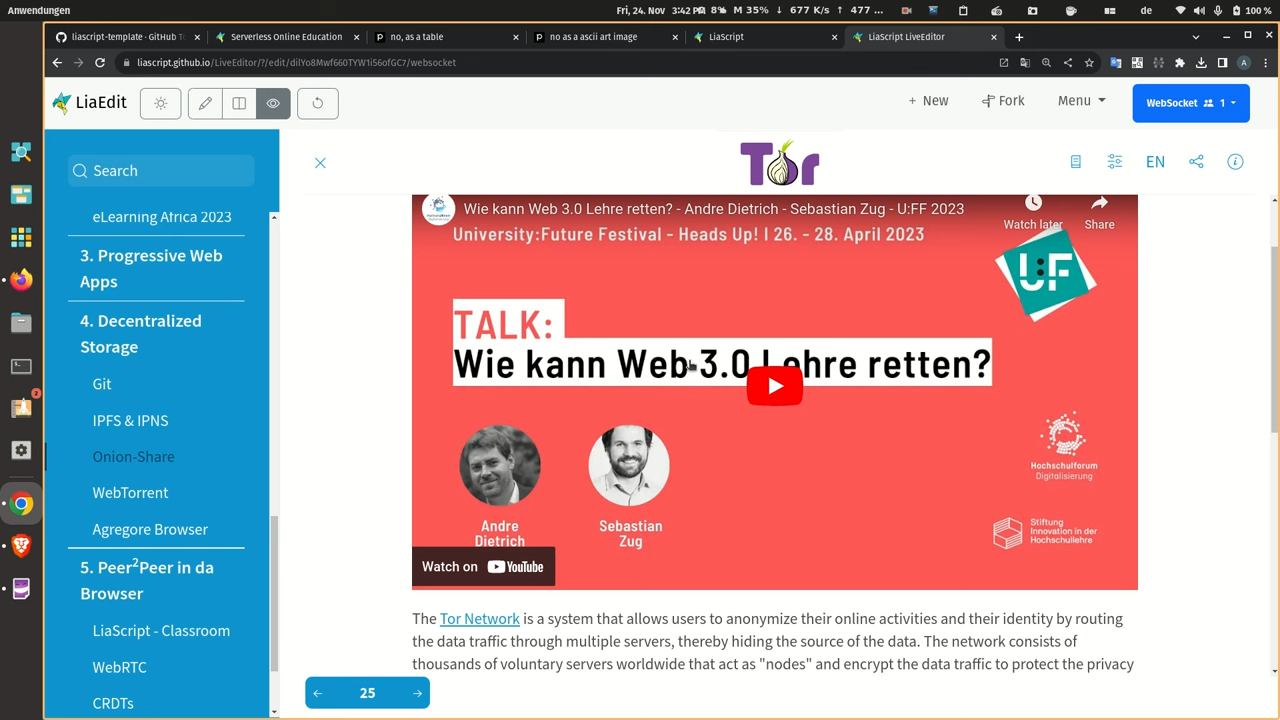 Anwendungen
Fri, 24. Nov 3:42 PM 8% M 35% ↓ 677 K/s ↑ 477 ...
de
100 %
liascript-template · GitHub T
Serverless Online Education
no, as a table
no as a ascii art image
LiaScript
LiaScript LiveEditor
liascript.github.io/LiveEditor/?/edit/dilYo8Mwf660TYW1i56ofGC7/websocket
A
LiaEdit
+ New
Fork
Menu
WebSocket 1
Search
Tor
EN
eLearning Africa 2023
3. Progressive Web
Apps
4. Decentralized
Storage
Git
IPFS & IPNS
Onion-Share
WebTorrent
Agregore Browser
5. Peer²Peer in da
Browser
LiaScript - Classroom
WebRTC
CRDTs
Wie kann Web 3.0 Lehre retten? - Andre Dietrich - Sebastian Zug - U:FF 2023
Watch later
Share
University:Future Festival - Heads Up! I 26. - 28. April 2023
U:F
TALK:
Wie kann Web 3.0 Lehre retten?
Hochschulforum
Digitalisierung
Andre
Dietrich
Sebastian
Zug
Stiftung
Innovation in der
Hochschullehre
Watch on YouTube
The Tor Network is a system that allows users to anonymize their online activities and their identity by routing
the data traffic through multiple servers, thereby hiding the source of the data. The network consists of
thousands of voluntary servers worldwide that act as "nodes" and encrypt the data traffic to protect the privacy
← 25 →